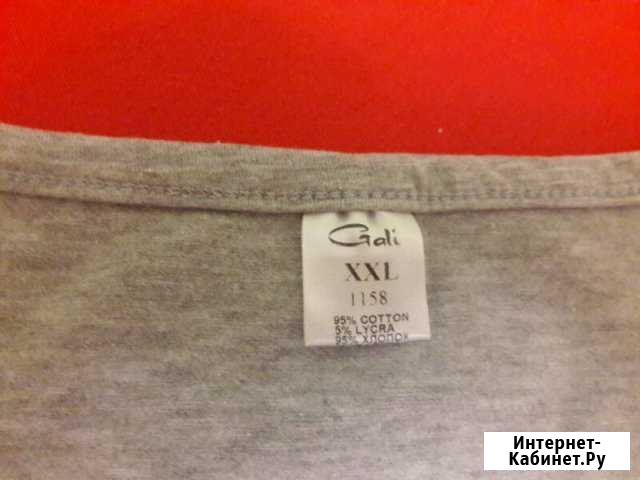 Gali
XXL
1158
95% COTTON
5% LYCRA
95% ХЛОПОК
Интернет-
Кабинет.Ру